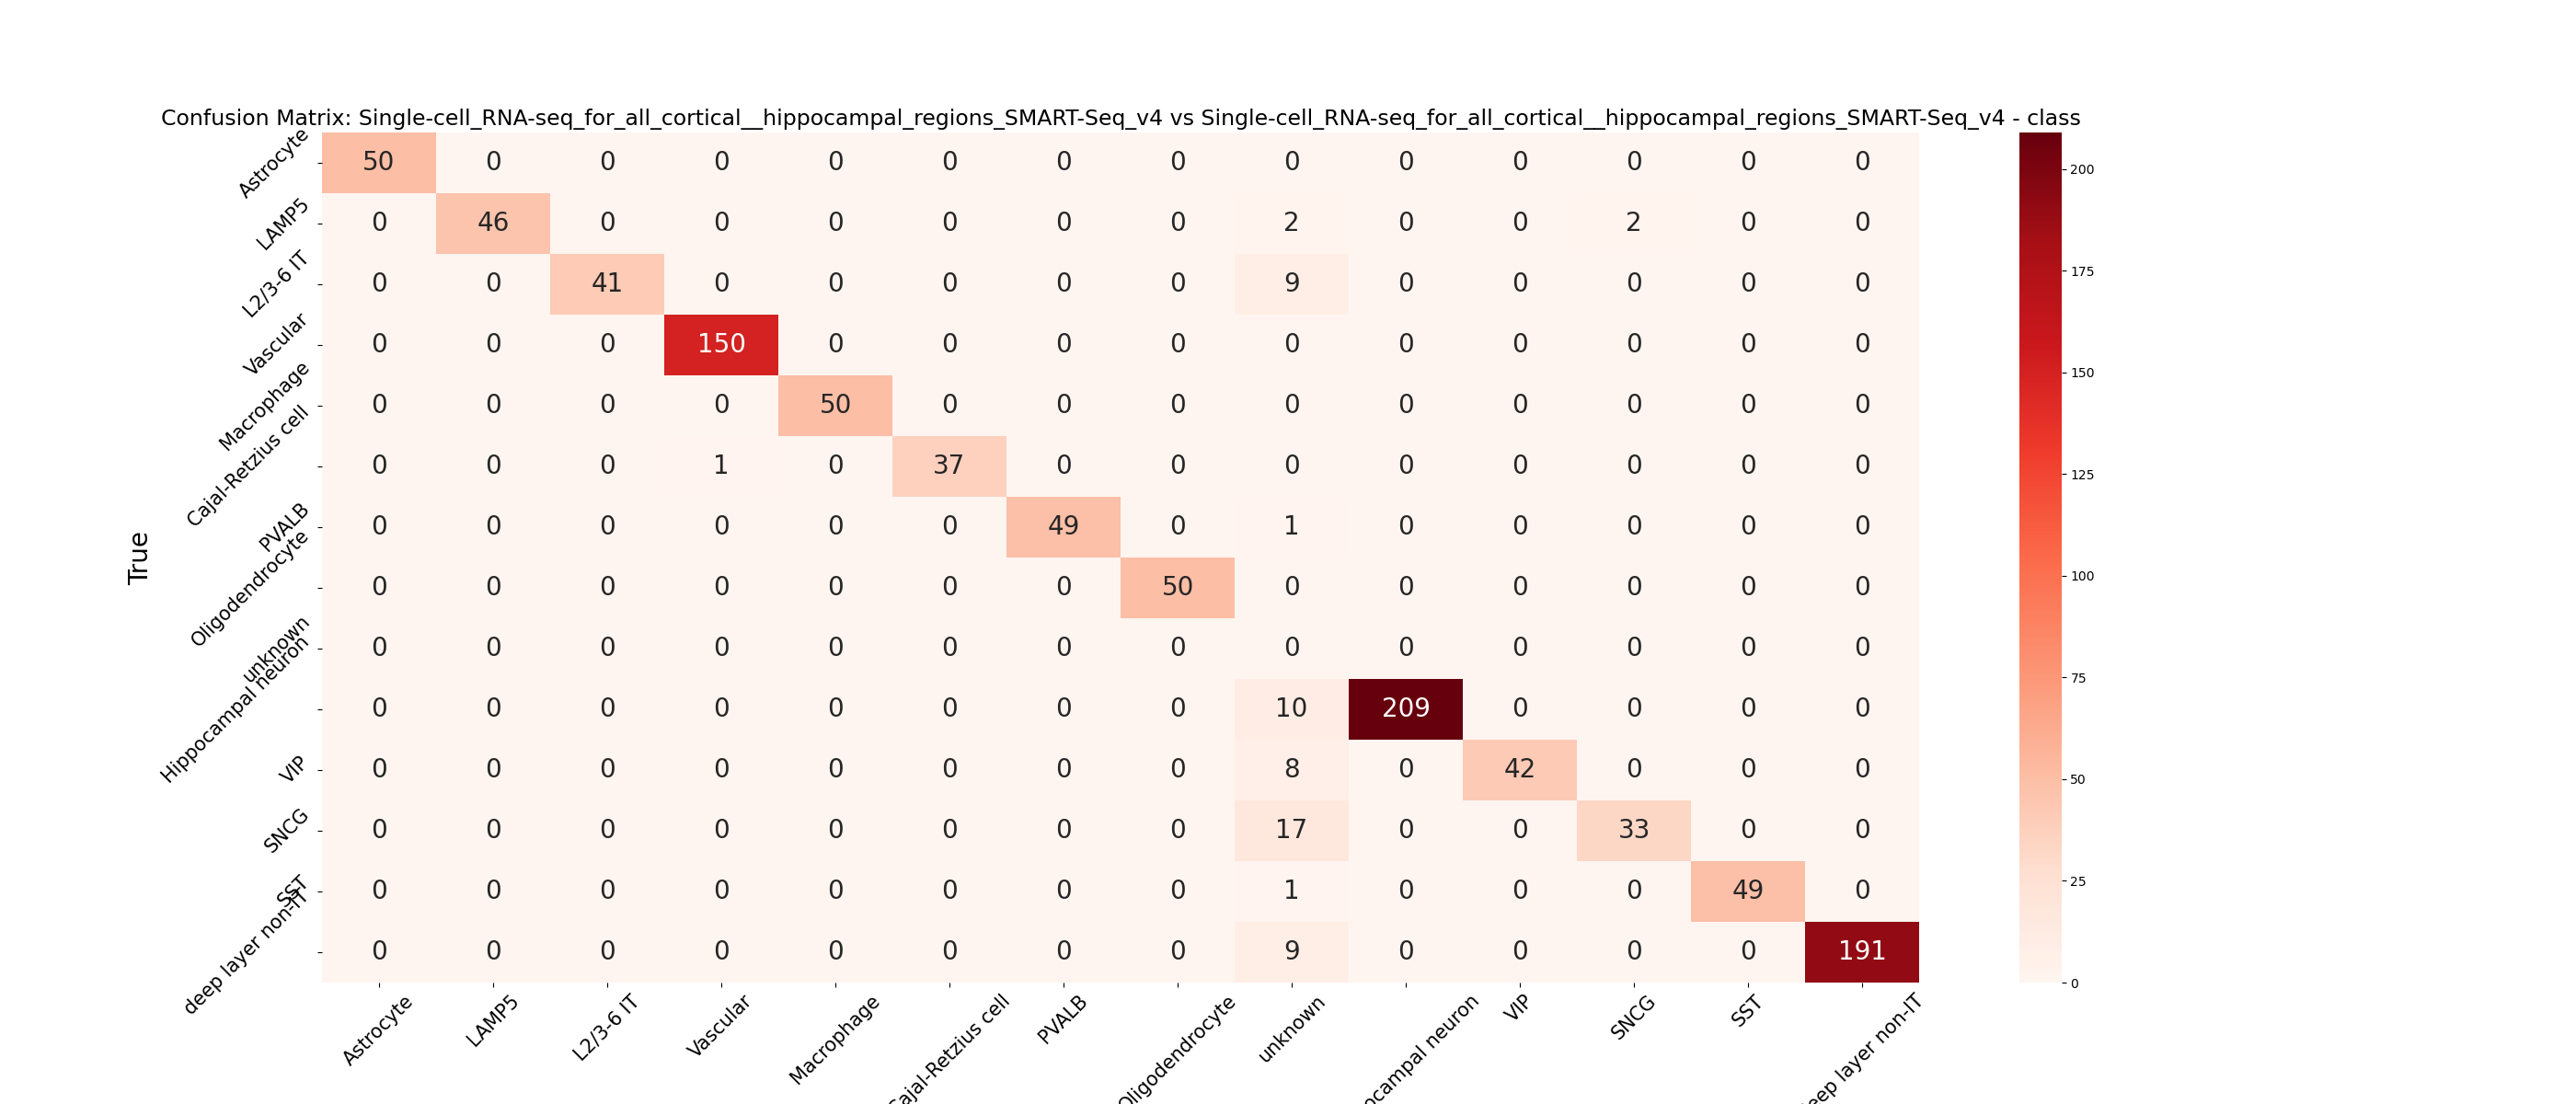 Confusion Matrix: Single-cell_RNA-seq_for_all_cortical__hippocampal_regions_SMART-Seq_v4 vs Single-cell_RNA-seq_for_all_cortical__hippocampal_regions_SMART-Seq_v4 - class
True
Astrocyte 50 0 0 0 0 0 0 0 0 0 0 0 0 0
LAMP5 0 46 0 0 0 0 0 0 2 0 0 2 0 0
L2/3-6 IT 0 0 41 0 0 0 0 0 9 0 0 0 0 0
Vascular 0 0 0 150 0 0 0 0 0 0 0 0 0 0
Macrophage 0 0 0 0 50 0 0 0 0 0 0 0 0 0
Cajal-Retzius cell 0 0 0 1 0 37 0 0 0 0 0 0 0 0
PVALB 0 0 0 0 0 0 49 0 1 0 0 0 0 0
Oligodendrocyte 0 0 0 0 0 0 0 50 0 0 0 0 0 0
unknown 0 0 0 0 0 0 0 0 0 0 0 0 0 0
Hippocampal neuron 0 0 0 0 0 0 0 0 10 209 0 0 0 0
VIP 0 0 0 0 0 0 0 0 8 0 42 0 0 0
SNCG 0 0 0 0 0 0 0 0 17 0 0 33 0 0
SST 0 0 0 0 0 0 0 0 1 0 0 0 49 0
deep layer non-IT 0 0 0 0 0 0 0 0 9 0 0 0 0 191
Astrocyte LAMP5 L2/3-6 IT Vascular Macrophage Cajal-Retzius cell PVALB Oligodendrocyte unknown ocampal neuron VIP SNCG SST eep layer non-IT
200
175
150
125
100
75
50
25
0